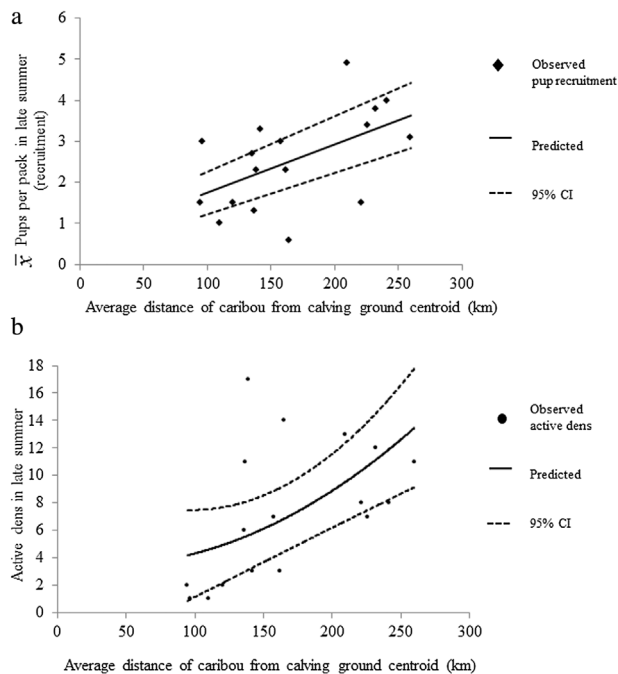 a
6
5
4
3
2
1
0
x̄ Pups per pack in late summer
(recruitment)
0 50 100 150 200 250 300
Average distance of caribou from calving ground centroid (km)
Observed
pup recruitment
Predicted
95% CI
b
18
16
14
12
10
8
6
4
2
0
Active dens in late summer
0 50 100 150 200 250 300
Average distance of caribou from calving ground centroid (km)
Observed
active dens
Predicted
95% CI